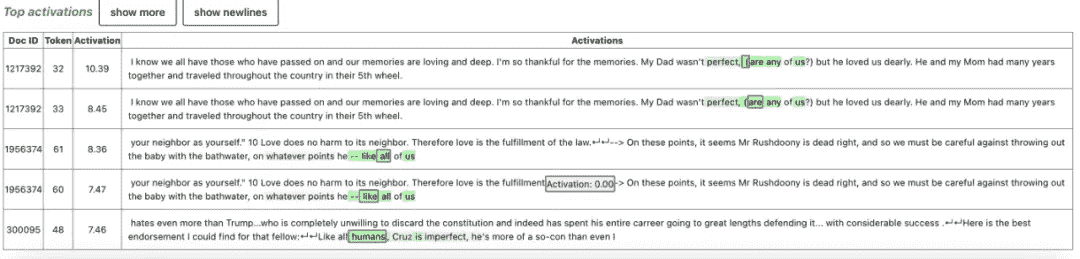 Top activations show more show newlines
Doc ID Token Activation Activations
1217392 32 10.39 I know we all have those who have passed on and our memories are loving and deep. I'm so thankful for the memories. My Dad wasn't perfect, (are any of us?) but he loved us dearly. He and my Mom had many years
together and traveled throughout the country in their 5th wheel.
1217392 33 8.45 I know we all have those who have passed on and our memories are loving and deep. I'm so thankful for the memories. My Dad wasn't perfect, (are any of us?) but he loved us dearly. He and my Mom had many years
together and traveled throughout the country in their 5th wheel.
1956374 61 8.36 your neighbor as yourself." 10 Love does no harm to its neighbor. Therefore love is the fulfillment of the law.↵↵--> On these points, it seems Mr Rushdoony is dead right, and so we must be careful against throwing out
the baby with the bathwater, on whatever points he -- like all of us
1956374 60 7.47 your neighbor as yourself." 10 Love does no harm to its neighbor. Therefore love is the fulfillment Activation: 0.00 -> On these points, it seems Mr Rushdoony is dead right, and so we must be careful against throwing out
the baby with the bathwater, on whatever points he -- like all of us
300095 48 7.46 hates even more than Trump...who is completely unwilling to discard the constitution and indeed has spent his entire carreer going to great lengths defending it... with considerable success .↵↵Here is the best
endorsement I could find for that fellow:↵↵Like all humans, Cruz is imperfect, he's more of a so-con than even I